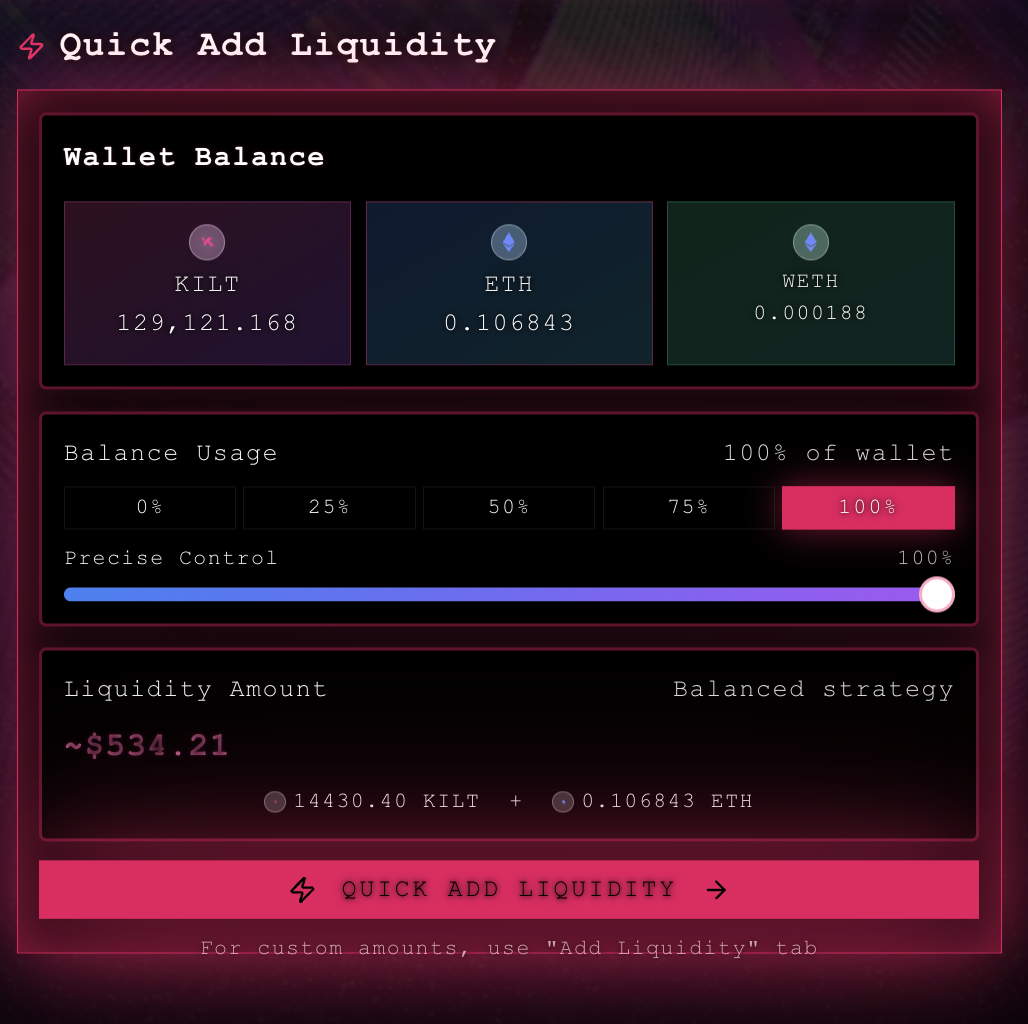 Quick Add Liquidity
Wallet Balance
KILT
129,121.168
ETH
0.106843
WETH
0.000188
Balance Usage
100% of wallet
0%
25%
50%
75%
100%
Precise Control
100%
Liquidity Amount
Balanced strategy
~$534.21
14430.40 KILT + 0.106843 ETH
QUICK ADD LIQUIDITY
For custom amounts, use "Add Liquidity" tab